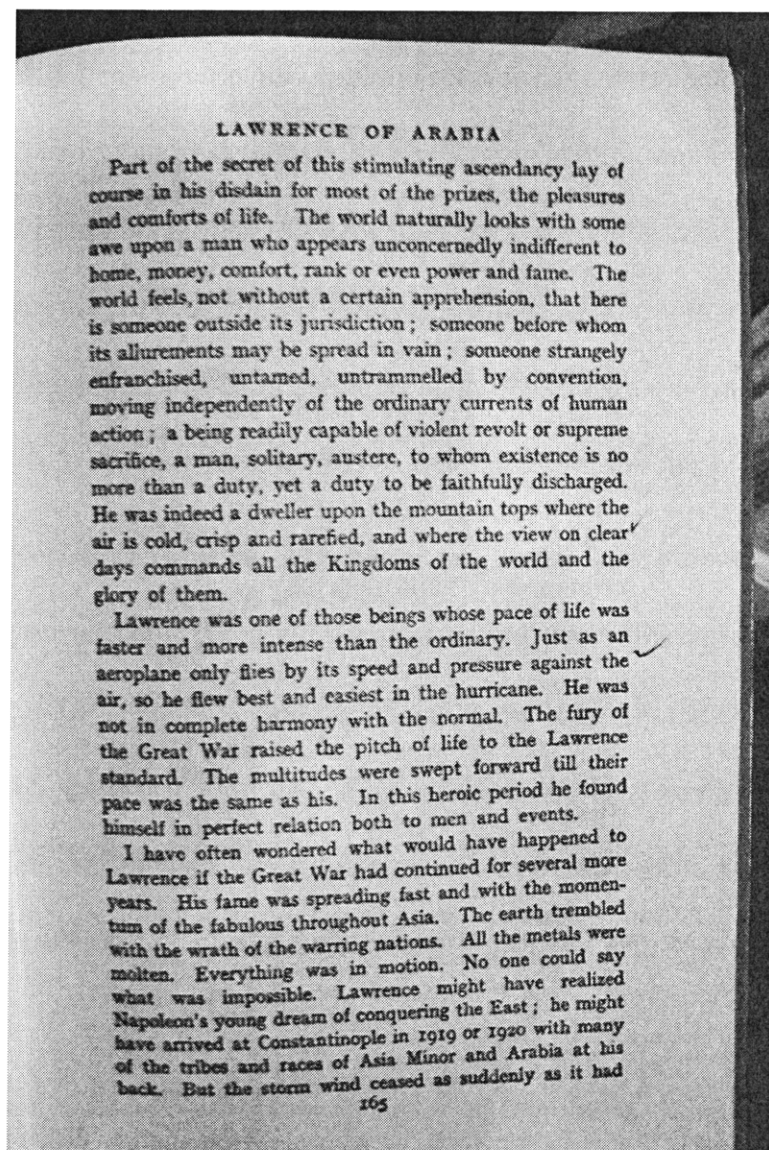 LAWRENCE OF ARABIA
Part of the secret of this stimulating ascendancy lay of
course in his disdain for most of the prizes, the pleasures
and comforts of life. The world naturally looks with some
awe upon a man who appears unconcernedly indifferent to
home, money, comfort, rank or even power and fame. The
world feels, not without a certain apprehension, that here
is someone outside its jurisdiction ; someone before whom
its allurements may be spread in vain ; someone strangely
enfranchised, untamed, untrammelled by convention,
moving independently of the ordinary currents of human
action ; a being readily capable of violent revolt or supreme
sacrifice, a man, solitary, austere, to whom existence is no
more than a duty, yet a duty to be faithfully discharged.
He was indeed a dweller upon the mountain tops where the
air is cold, crisp and rarefied, and where the view on clear
days commands all the Kingdoms of the world and the
glory of them.
Lawrence was one of those beings whose pace of life was
faster and more intense than the ordinary. Just as an
aeroplane only flies by its speed and pressure against the
air, so he flew best and easiest in the hurricane. He was
not in complete harmony with the normal. The fury of
the Great War raised the pitch of life to the Lawrence
standard. The multitudes were swept forward till their
pace was the same as his. In this heroic period he found
himself in perfect relation both to men and events.
I have often wondered what would have happened to
Lawrence if the Great War had continued for several more
years. His fame was spreading fast and with the momen-
tum of the fabulous throughout Asia. The earth trembled
with the wrath of the warring nations. All the metals were
molten. Everything was in motion. No one could say
what was impossible. Lawrence might have realized
Napoleon's young dream of conquering the East ; he might
have arrived at Constantinople in 1919 or 1920 with many
of the tribes and races of Asia Minor and Arabia at his
back. But the storm wind ceased as suddenly as it had
165